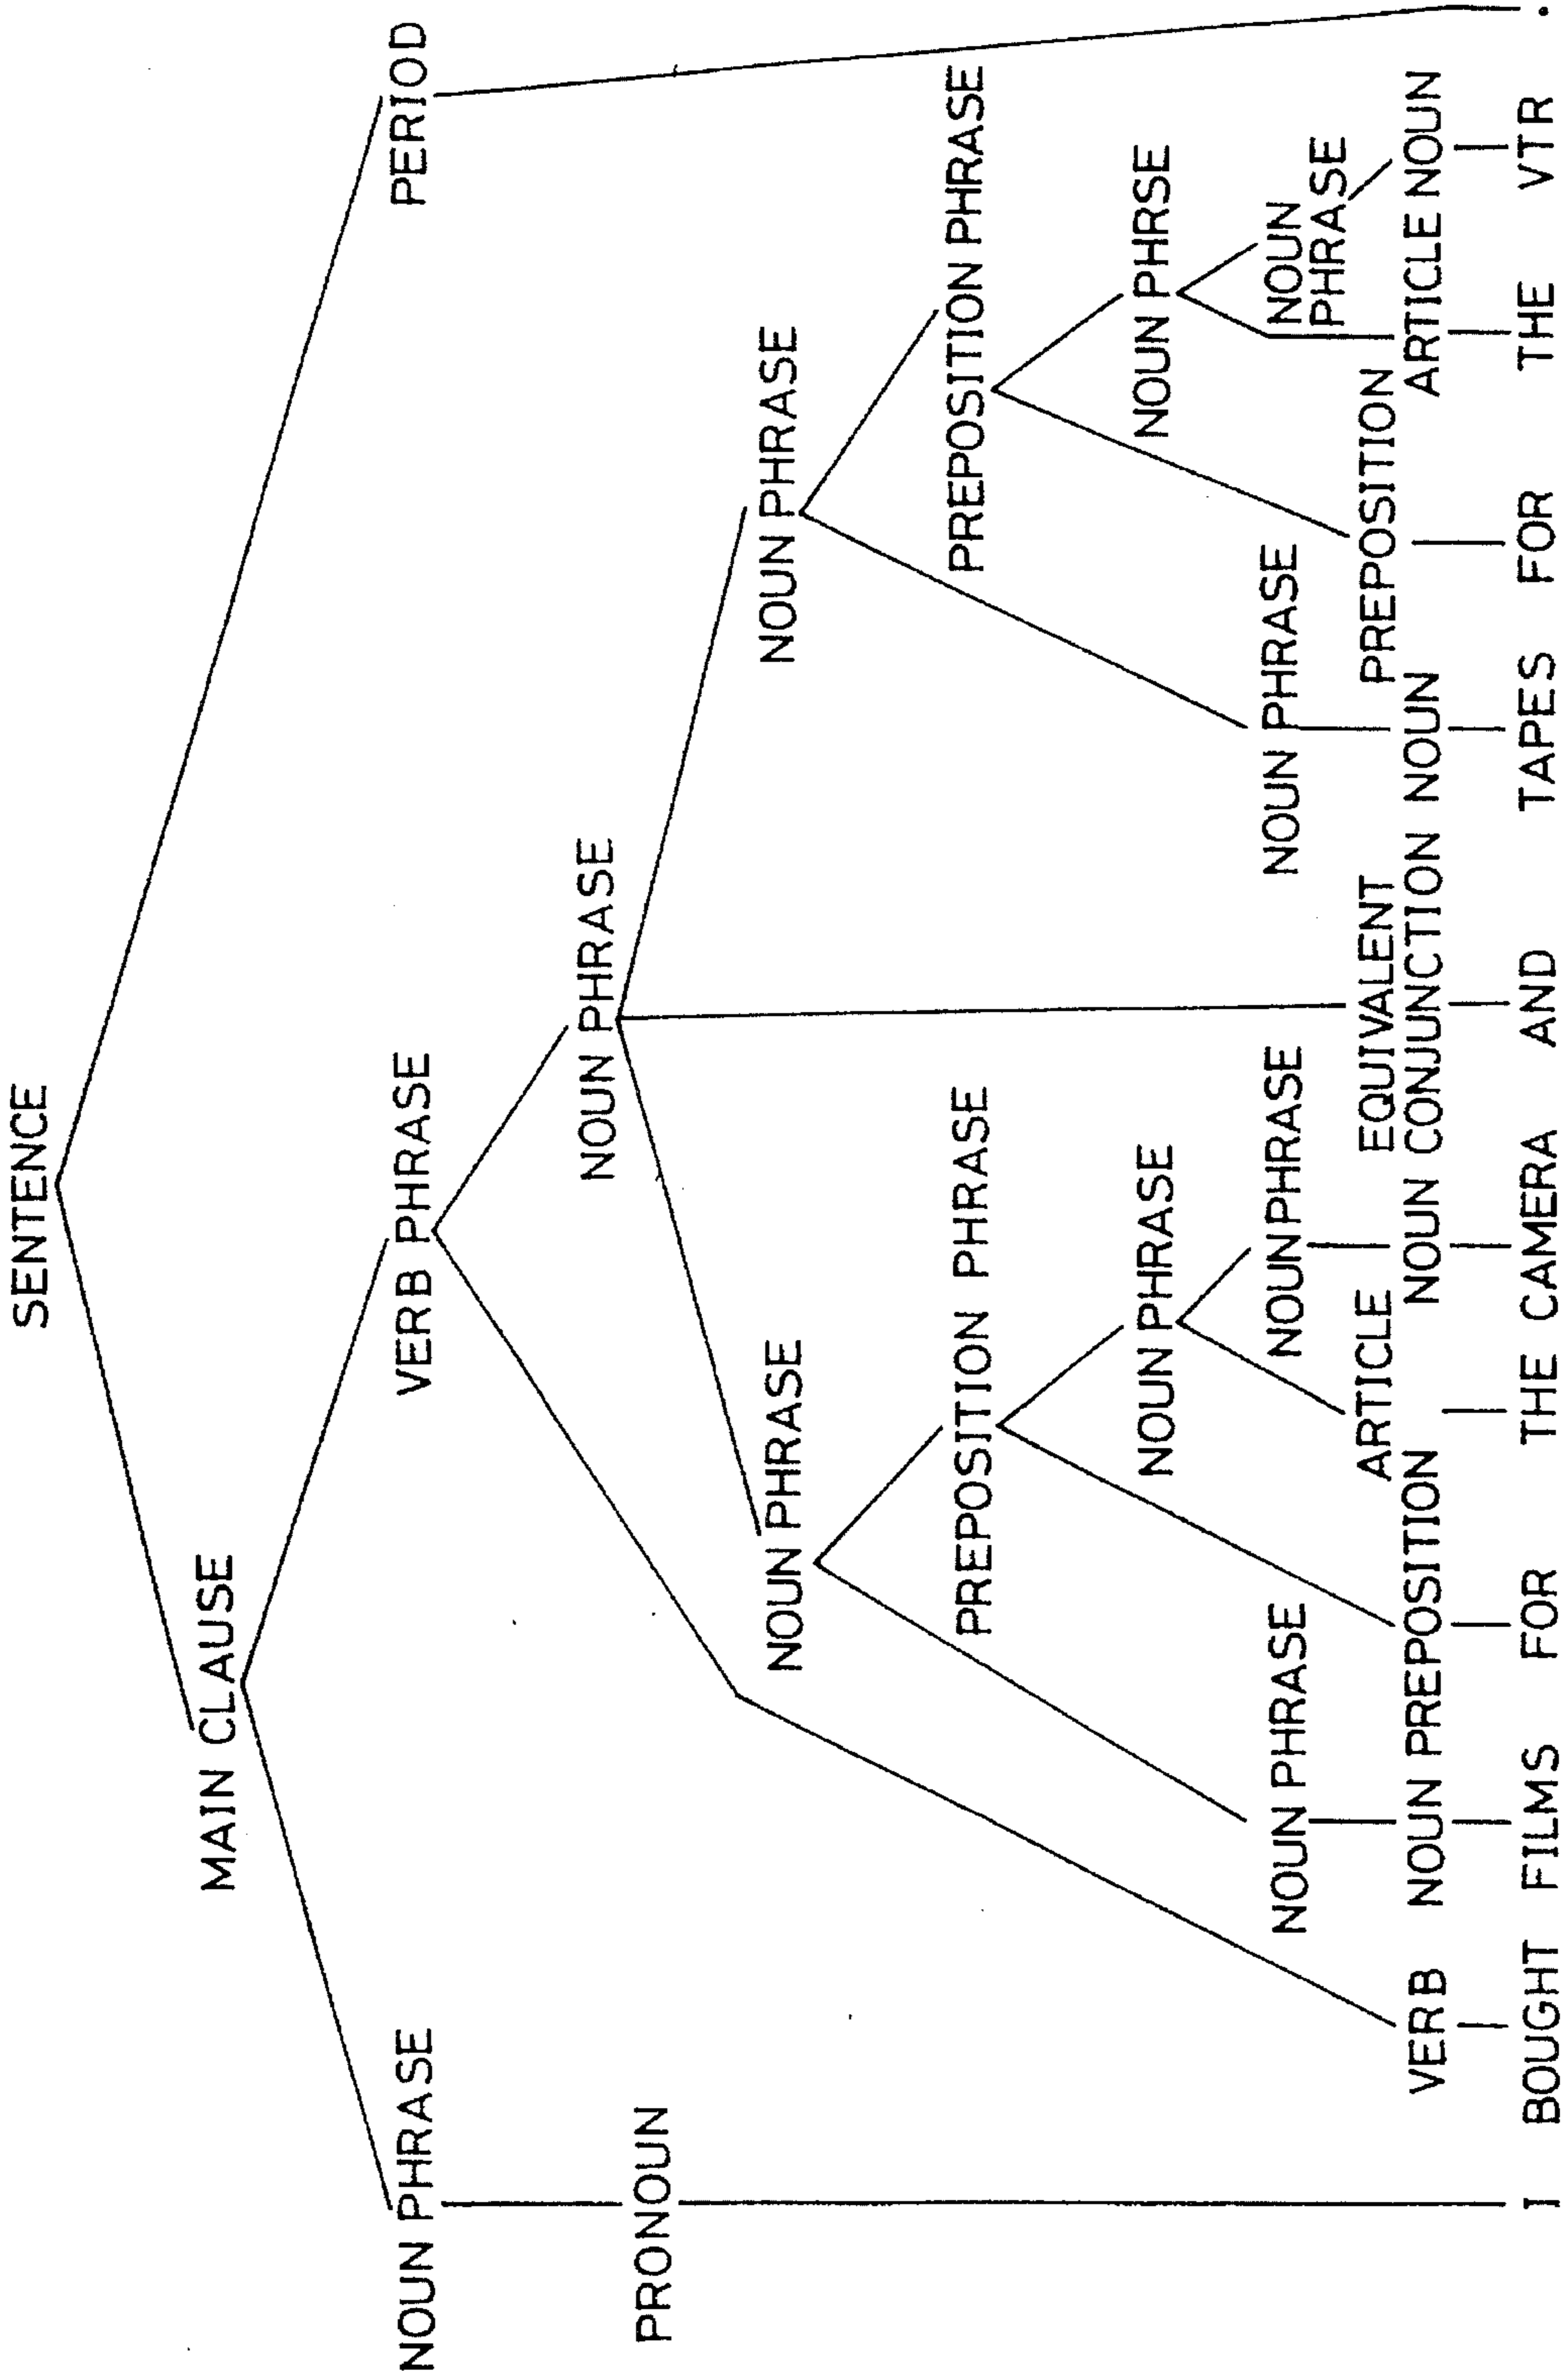 SENTENCE
MAIN CLAUSE
NOUN PHRASE VERB PHRASE PERIOD
NOUN PHRASE
PRONOUN
NOUN PHRASE NOUN PHRASE
PREPOSITION PHRASE PREPOSITION PHRASE
NOUN PHRASE NOUN PHRSE
NOUN PHRASE NOUN PHRASE NOUN PHRASE NOUN
PHRASE
ARTICLE EQUIVALENT PREPOSITION
VERB NOUN PREPOSITION NOUN CONJUNCTION NOUN ARTICLE NOUN
I BOUGHT FILMS FOR THE CAMERA AND TAPES FOR THE VTR .